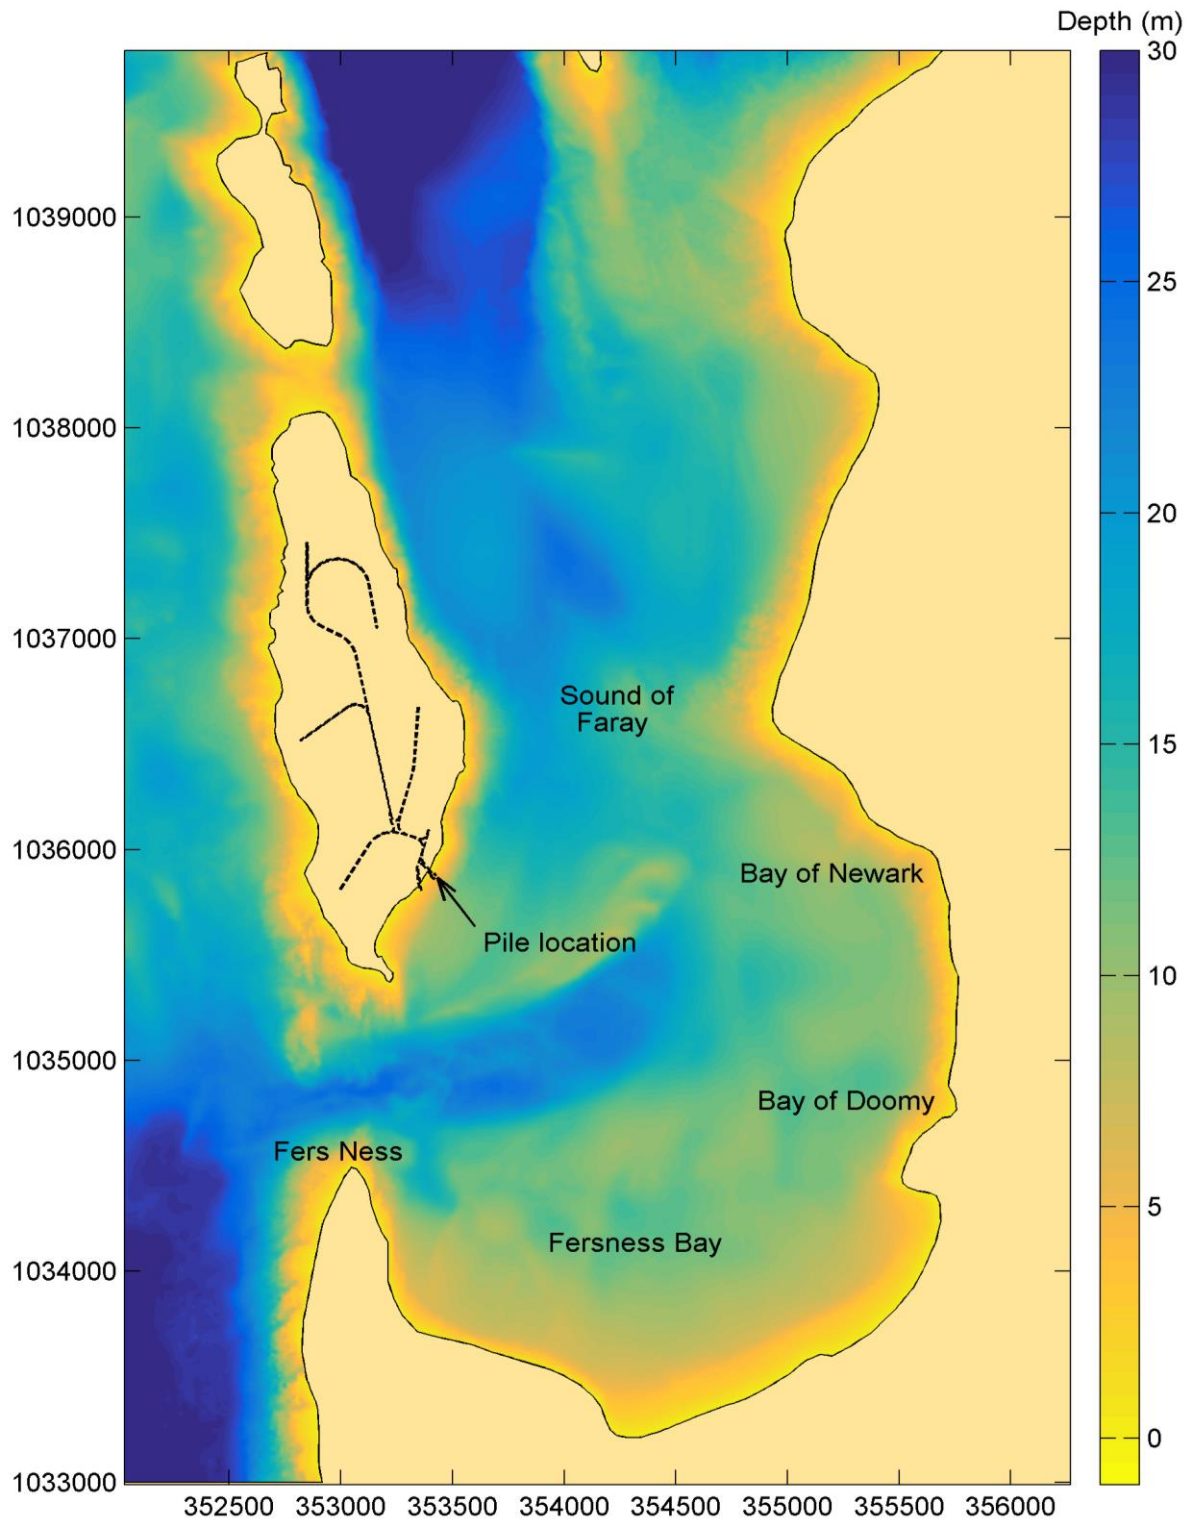 Depth (m)
30
25
20
15
10
5
0
1039000
1038000
1037000
1036000
1035000
1034000
1033000
Sound of
Faray
Bay of Newark
Pile location
Bay of Doomy
Fers Ness
Fersness Bay
352500 353000 353500 354000 354500 355000 355500 356000